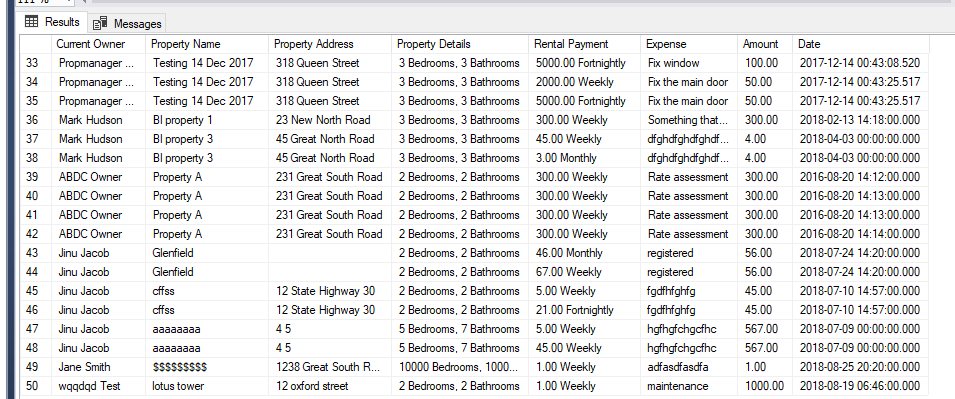 111 %
Results Messages
Current Owner Property Name Property Address Property Details Rental Payment Expense Amount Date
33 Propmanager ... Testing 14 Dec 2017 318 Queen Street 3 Bedrooms, 3 Bathrooms 5000.00 Fortnightly Fix window 100.00 2017-12-14 00:43:08.520
34 Propmanager ... Testing 14 Dec 2017 318 Queen Street 3 Bedrooms, 3 Bathrooms 2000.00 Weekly Fix the main door 50.00 2017-12-14 00:43:25.517
35 Propmanager ... Testing 14 Dec 2017 318 Queen Street 3 Bedrooms, 3 Bathrooms 5000.00 Fortnightly Fix the main door 50.00 2017-12-14 00:43:25.517
36 Mark Hudson BI property 1 23 New North Road 3 Bedrooms, 3 Bathrooms 300.00 Weekly Something that... 300.00 2018-02-13 14:18:00.000
37 Mark Hudson BI property 3 45 Great North Road 3 Bedrooms, 3 Bathrooms 45.00 Weekly dfghdfghdfghdf... 4.00 2018-04-03 00:00:00.000
38 Mark Hudson BI property 3 45 Great North Road 3 Bedrooms, 3 Bathrooms 3.00 Monthly dfghdfghdfghdf... 4.00 2018-04-03 00:00:00.000
39 ABDC Owner Property A 231 Great South Road 2 Bedrooms, 2 Bathrooms 300.00 Weekly Rate assessment 300.00 2016-08-20 14:12:00.000
40 ABDC Owner Property A 231 Great South Road 2 Bedrooms, 2 Bathrooms 300.00 Weekly Rate assessment 300.00 2016-08-20 14:13:00.000
41 ABDC Owner Property A 231 Great South Road 2 Bedrooms, 2 Bathrooms 300.00 Weekly Rate assessment 300.00 2016-08-20 14:13:00.000
42 ABDC Owner Property A 231 Great South Road 2 Bedrooms, 2 Bathrooms 300.00 Weekly Rate assessment 300.00 2016-08-20 14:14:00.000
43 Jinu Jacob Glenfield 2 Bedrooms, 2 Bathrooms 46.00 Monthly registered 56.00 2018-07-24 14:20:00.000
44 Jinu Jacob Glenfield 2 Bedrooms, 2 Bathrooms 67.00 Weekly registered 56.00 2018-07-24 14:20:00.000
45 Jinu Jacob cffss 12 State Highway 30 2 Bedrooms, 2 Bathrooms 5.00 Weekly fgdfhfghfg 45.00 2018-07-10 14:57:00.000
46 Jinu Jacob cffss 12 State Highway 30 2 Bedrooms, 2 Bathrooms 21.00 Fortnightly fgdfhfghfg 45.00 2018-07-10 14:57:00.000
47 Jinu Jacob aaaaaaaa 4 5 5 Bedrooms, 7 Bathrooms 5.00 Weekly hgfhgfchgcfhc 567.00 2018-07-09 00:00:00.000
48 Jinu Jacob aaaaaaaa 4 5 5 Bedrooms, 7 Bathrooms 45.00 Weekly hgfhgfchgcfhc 567.00 2018-07-09 00:00:00.000
49 Jane Smith $$$$$$$$$ 1238 Great South R... 10000 Bedrooms, 1000... 1.00 Weekly adfasdfasdfa 1.00 2018-08-25 20:20:00.000
50 wqqdqd Test lotus tower 12 oxford street 2 Bedrooms, 2 Bathrooms 1.00 Weekly maintenance 1000.00 2018-08-19 06:46:00.000